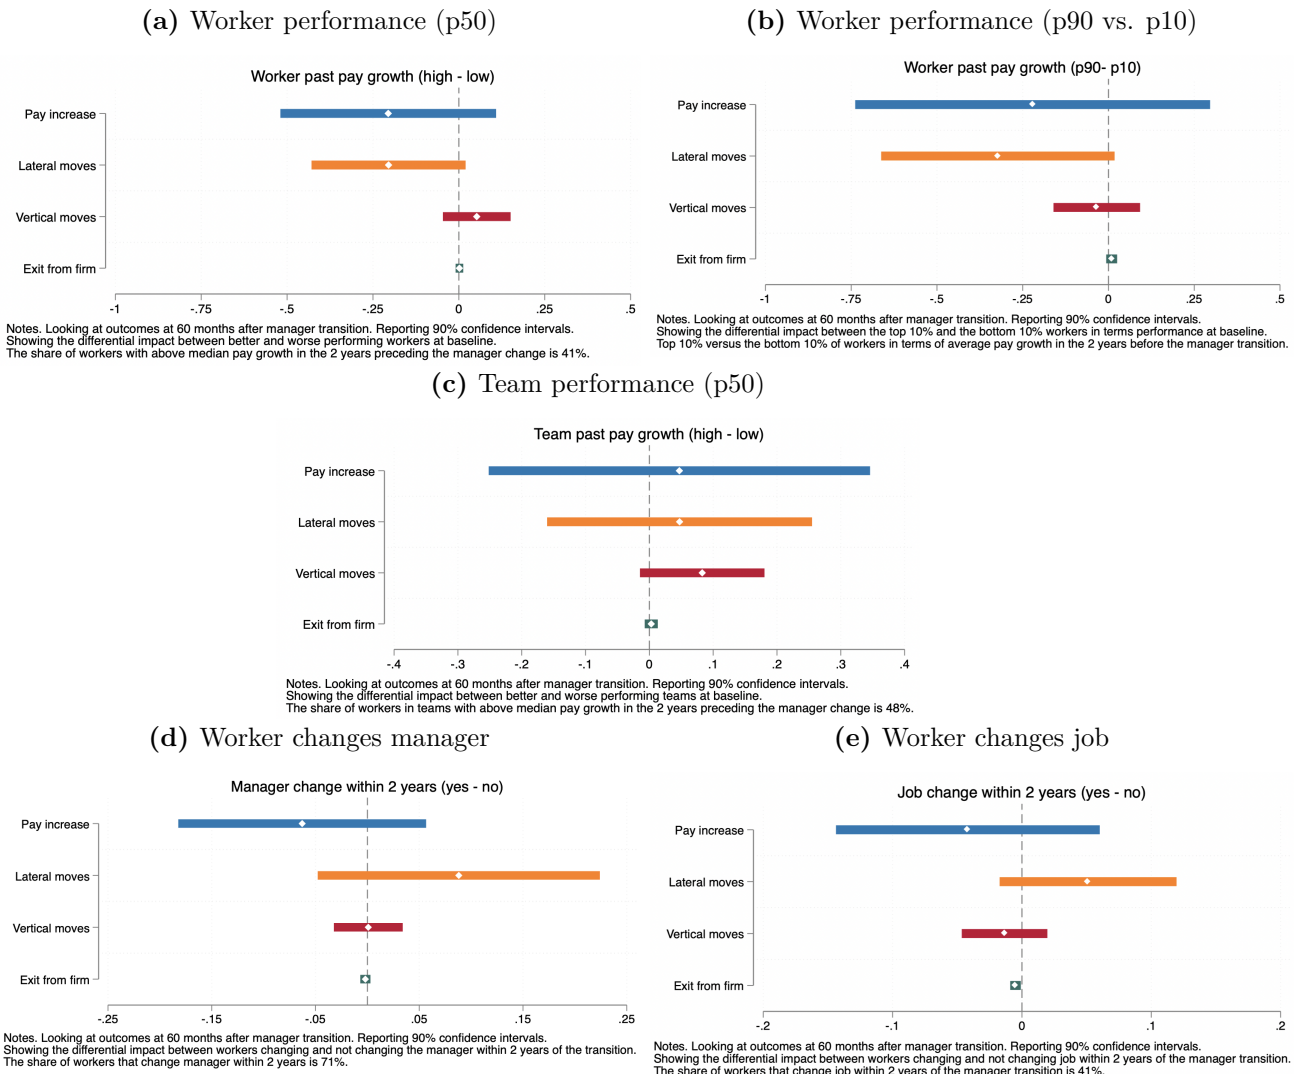 (a) Worker performance (p50)
Worker past pay growth (high - low)
Pay increase
Lateral moves
Vertical moves
Exit from firm
-1 -.75 -.5 -.25 0 .25 .5
Notes. Looking at outcomes at 60 months after manager transition. Reporting 90% confidence intervals.
Showing the differential impact between better and worse performing workers at baseline.
The share of workers with above median pay growth in the 2 years preceding the manager change is 41%.
(b) Worker performance (p90 vs. p10)
Worker past pay growth (p90- p10)
Pay increase
Lateral moves
Vertical moves
Exit from firm
-1 -.75 -.5 -.25 0 .25 .5
Notes. Looking at outcomes at 60 months after manager transition. Reporting 90% confidence intervals.
Showing the differential impact between the top 10% and the bottom 10% workers in terms performance at baseline.
Top 10% versus the bottom 10% of workers in terms of average pay growth in the 2 years before the manager transition.
(c) Team performance (p50)
Team past pay growth (high - low)
Pay increase
Lateral moves
Vertical moves
Exit from firm
-.4 -.3 -.2 -.1 0 .1 .2 .3 .4
Notes. Looking at outcomes at 60 months after manager transition. Reporting 90% confidence intervals.
Showing the differential impact between better and worse performing teams at baseline.
The share of workers in teams with above median pay growth in the 2 years preceding the manager change is 48%.
(d) Worker changes manager
Manager change within 2 years (yes - no)
Pay increase
Lateral moves
Vertical moves
Exit from firm
-.25 -.15 -.05 .05 .15 .25
Notes. Looking at outcomes at 60 months after manager transition. Reporting 90% confidence intervals.
Showing the differential impact between workers changing and not changing the manager within 2 years of the transition.
The share of workers that change manager within 2 years is 71%.
(e) Worker changes job
Job change within 2 years (yes - no)
Pay increase
Lateral moves
Vertical moves
Exit from firm
-.2 -.1 0 .1 .2
Notes. Looking at outcomes at 60 months after manager transition. Reporting 90% confidence intervals.
Showing the differential impact between workers changing and not changing job within 2 years of the manager transition.
The share of workers that change job within 2 years of the manager transition is 41%.